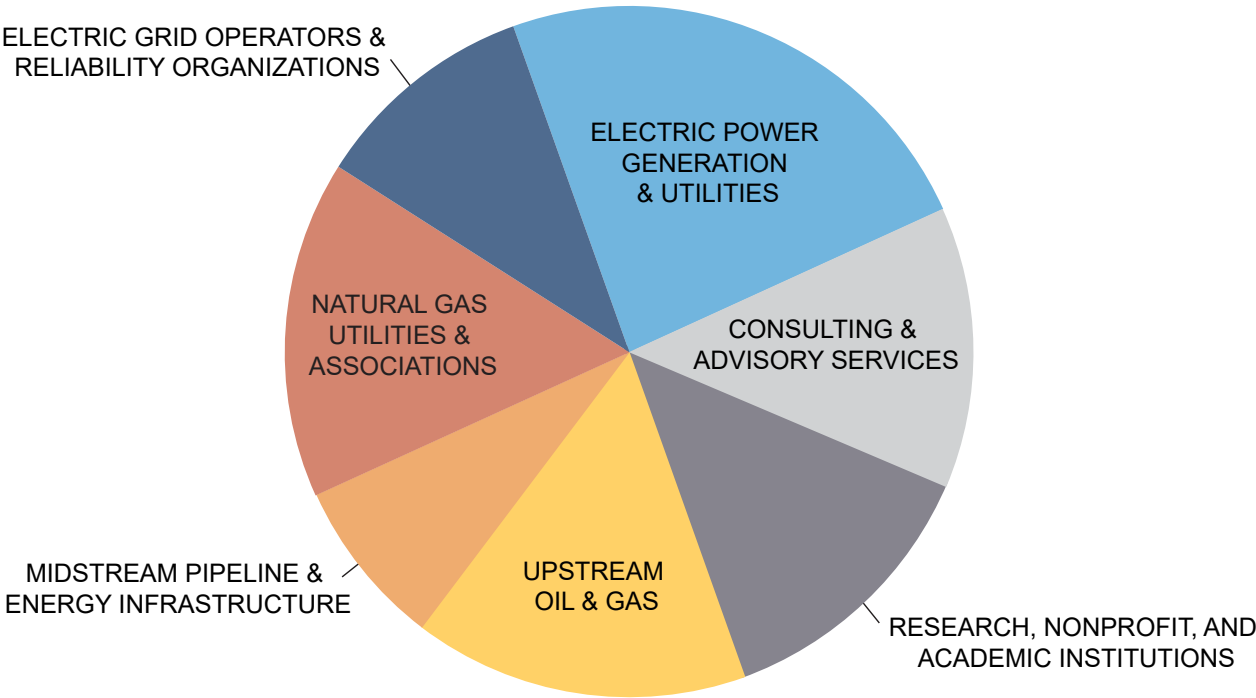 ELECTRIC GRID OPERATORS &
RELIABILITY ORGANIZATIONS
ELECTRIC POWER
GENERATION
& UTILITIES
NATURAL GAS
UTILITIES &
ASSOCIATIONS
CONSULTING &
ADVISORY SERVICES
MIDSTREAM PIPELINE &
ENERGY INFRASTRUCTURE
UPSTREAM
OIL & GAS
RESEARCH, NONPROFIT, AND
ACADEMIC INSTITUTIONS